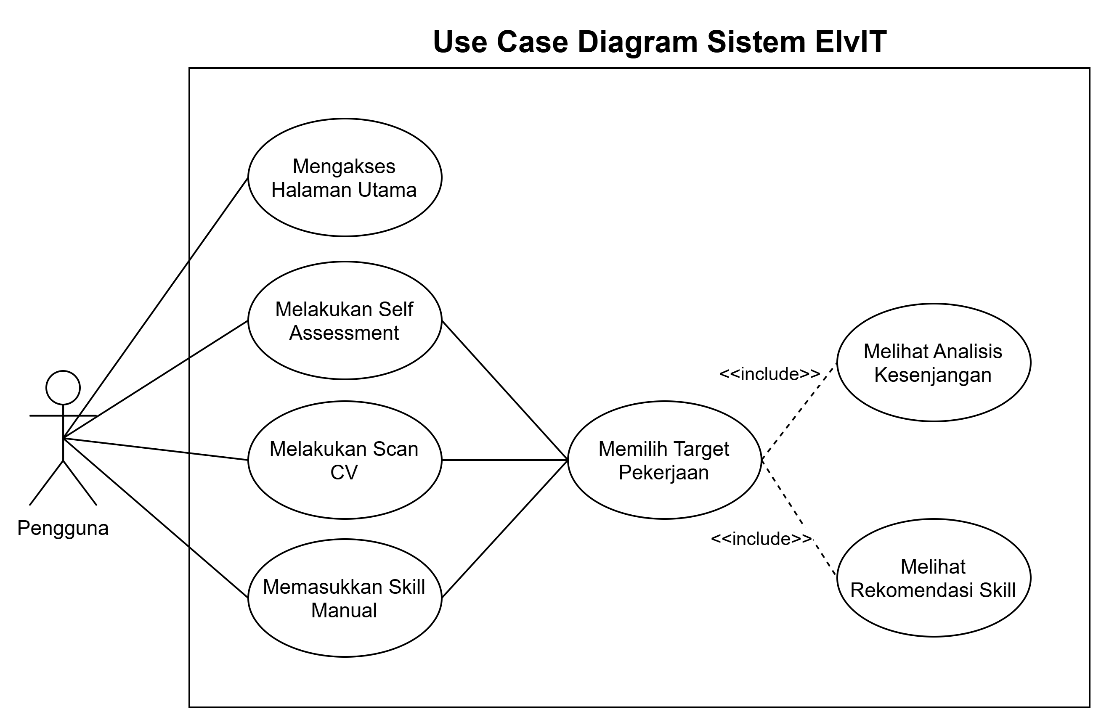 Use Case Diagram Sistem ElvIT
Mengakses
Halaman Utama
Melakukan Self
Assessment
Melakukan Scan
CV
Memasukkan Skill
Manual
Pengguna
Memilih Target
Pekerjaan
<<include>>
<<include>>
Melihat Analisis
Kesenjangan
Melihat
Rekomendasi Skill